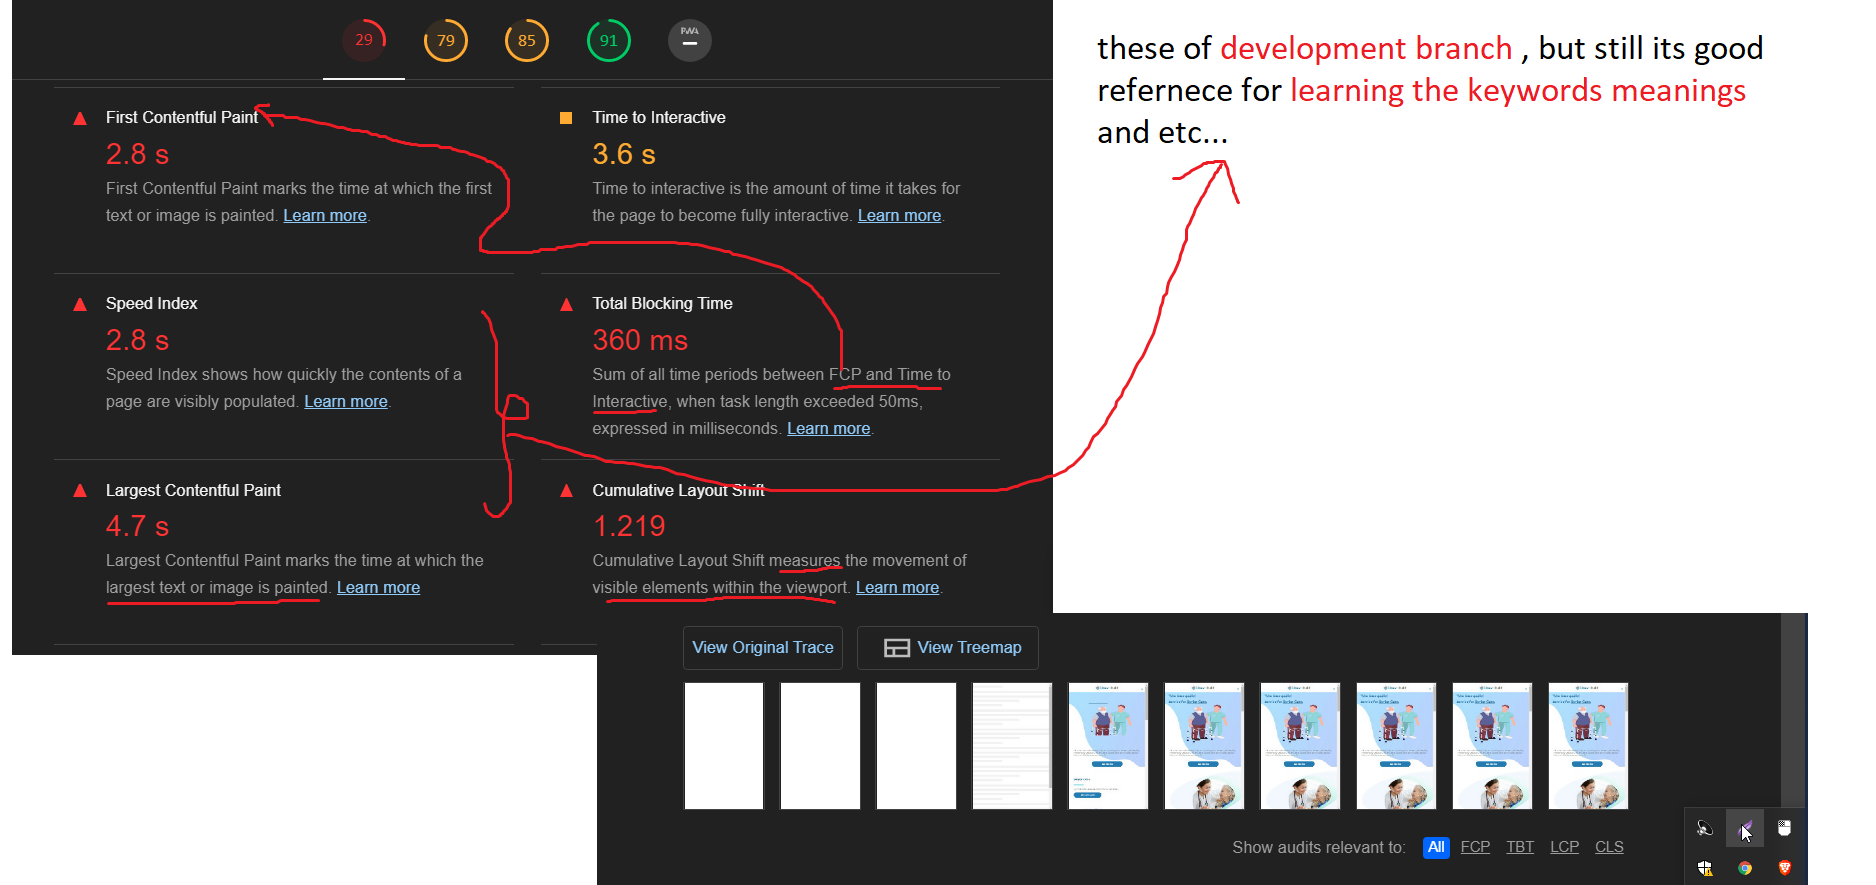 29
79
85
91
PWA
these of development branch , but still its good
refernece for learning the keywords meanings
and etc...
First Contentful Paint
2.8 s
First Contentful Paint marks the time at which the first
text or image is painted. Learn more.
Time to Interactive
3.6 s
Time to interactive is the amount of time it takes for
the page to become fully interactive. Learn more.
Speed Index
2.8 s
Speed Index shows how quickly the contents of a
page are visibly populated. Learn more.
Total Blocking Time
360 ms
Sum of all time periods between FCP and Time to
Interactive, when task length exceeded 50ms,
expressed in milliseconds. Learn more.
Largest Contentful Paint
4.7 s
Largest Contentful Paint marks the time at which the
largest text or image is painted. Learn more
Cumulative Layout Shift
1.219
Cumulative Layout Shift measures the movement of
visible elements within the viewport. Learn more.
View Original Trace
View Treemap
Show audits relevant to: All FCP TBT LCP CLS